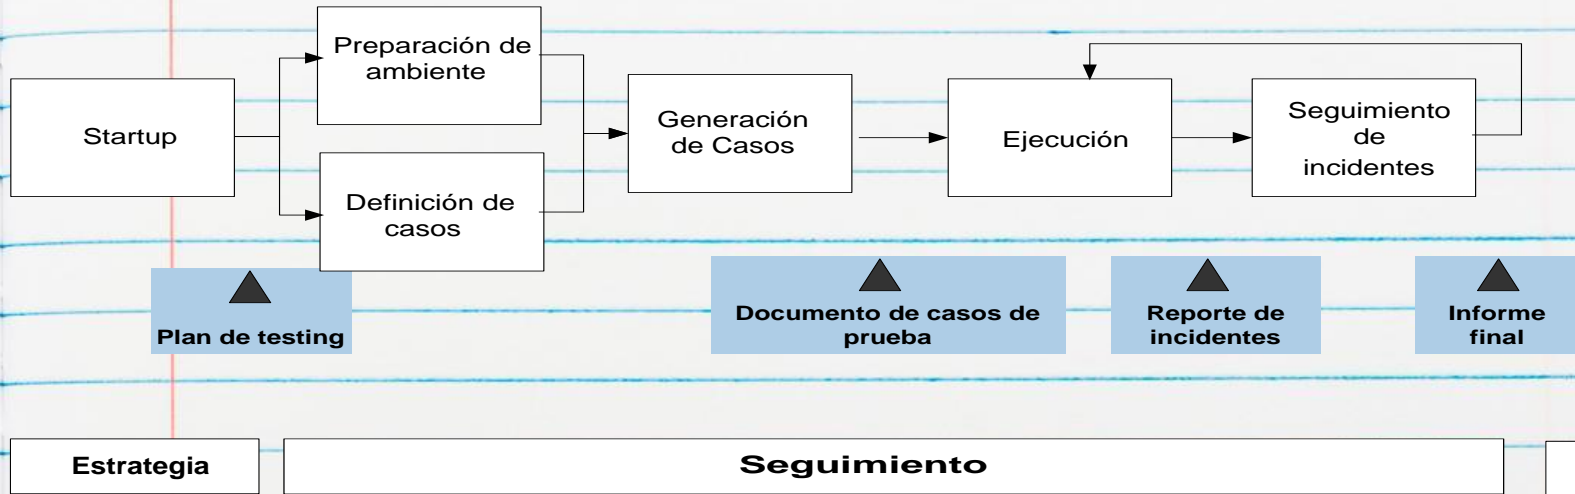 Startup
Preparación de
ambiente
Definición de
casos
Generación
de Casos
Ejecución
Seguimiento
de
incidentes
Plan de testing
Documento de casos de
prueba
Reporte de
incidentes
Informe
final
Estrategia
Seguimiento